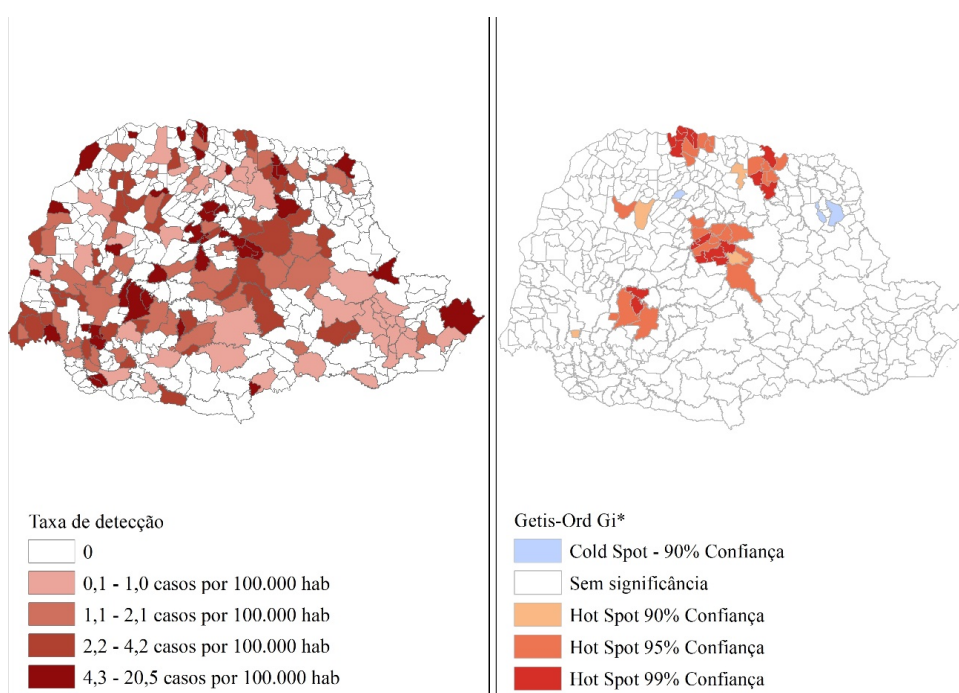 Taxa de detecção
0
0,1 - 1,0 casos por 100.000 hab
1,1 - 2,1 casos por 100.000 hab
2,2 - 4,2 casos por 100.000 hab
4,3 - 20,5 casos por 100.000 hab
Getis-Ord Gi*
Cold Spot - 90% Confiança
Sem significância
Hot Spot 90% Confiança
Hot Spot 95% Confiança
Hot Spot 99% Confiança